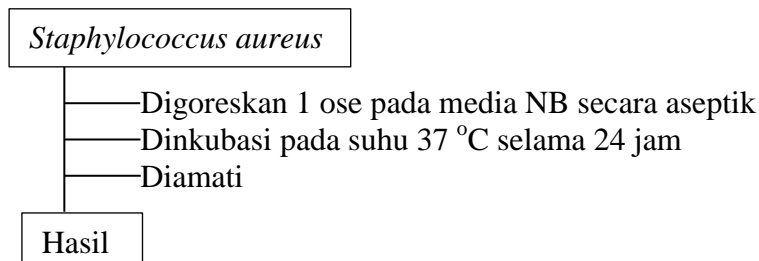 Staphylococcus aureus
Digoreskan 1 ose pada media NB secara aseptik
Dinkubasi pada suhu 37 °C selama 24 jam
Diamati
Hasil